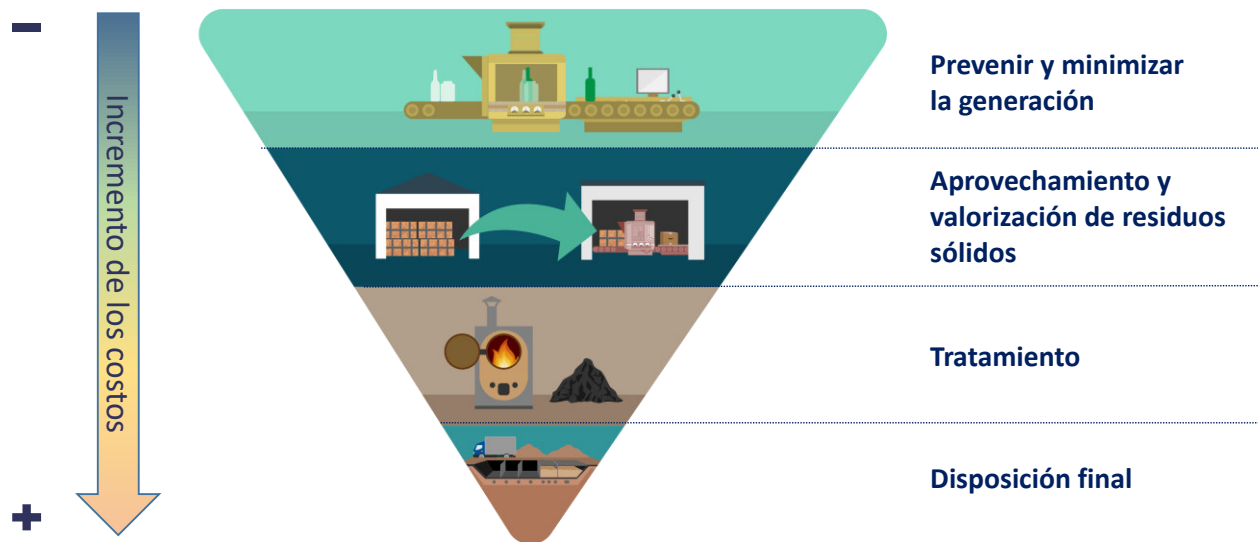 −
Incremento de los costos
+
Prevenir y minimizar
la generación
Aprovechamiento y
valorización de residuos
sólidos
Tratamiento
Disposición final